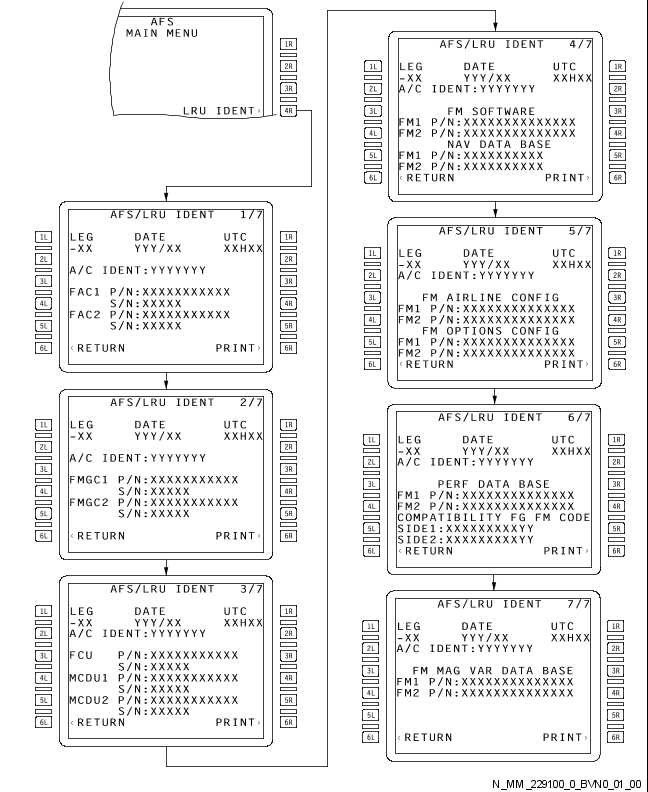 AFS
MAIN MENU
1R
2R
3R
LRU IDENT› 4R
AFS/LRU IDENT 1/7
1L LEG DATE UTC 1R
-XX YYY/XX XXHXX
2L 2R
A/C IDENT:YYYYYYY
3L 3R
FAC1 P/N:XXXXXXXXXXX
4L S/N:XXXXX 4R
FAC2 P/N:XXXXXXXXXXX
5L S/N:XXXXX 5R
6L ‹RETURN PRINT› 6R
AFS/LRU IDENT 2/7
1L LEG DATE UTC 1R
-XX YYY/XX XXHXX
2L 2R
A/C IDENT:YYYYYYY
3L 3R
FMGC1 P/N:XXXXXXXXXXX
4L S/N:XXXXX 4R
FMGC2 P/N:XXXXXXXXXXX
5L S/N:XXXXX 5R
6L ‹RETURN PRINT› 6R
AFS/LRU IDENT 3/7
1L LEG DATE UTC 1R
-XX YYY/XX XXHXX
2L A/C IDENT:YYYYYYY 2R
3L FCU P/N:XXXXXXXXXXX 3R
S/N:XXXXX
4L MCDU1 P/N:XXXXXXXXXXX 4R
S/N:XXXXX
5L MCDU2 P/N:XXXXXXXXXXX 5R
S/N:XXXXX
6L ‹RETURN PRINT› 6R
AFS/LRU IDENT 4/7
1L LEG DATE UTC 1R
-XX YYY/XX XXHXX
2L A/C IDENT:YYYYYYY 2R
3L FM SOFTWARE 3R
FM1 P/N:XXXXXXXXXXXXXX
4L FM2 P/N:XXXXXXXXXXXXXX 4R
NAV DATA BASE
5L FM1 P/N:XXXXXXXXXX 5R
FM2 P/N:XXXXXXXXXX
6L ‹RETURN PRINT› 6R
AFS/LRU IDENT 5/7
1L LEG DATE UTC 1R
-XX YYY/XX XXHXX
2L A/C IDENT:YYYYYYY 2R
3L FM AIRLINE CONFIG 3R
FM1 P/N:XXXXXXXXXXXXXX
4L FM2 P/N:XXXXXXXXXXXXXX 4R
FM OPTIONS CONFIG
5L FM1 P/N:XXXXXXXXXXXXXX 5R
FM2 P/N:XXXXXXXXXXXXXX
6L ‹RETURN PRINT› 6R
AFS/LRU IDENT 6/7
1L LEG DATE UTC 1R
-XX YYY/XX XXHXX
2L A/C IDENT:YYYYYYY 2R
3L PERF DATA BASE 3R
FM1 P/N:XXXXXXXXXXXXXX
4L FM2 P/N:XXXXXXXXXXXXXX 4R
COMPATIBILITY FG FM CODE
5L SIDE1:XXXXXXXXXYY 5R
SIDE2:XXXXXXXXXYY
6L ‹RETURN PRINT› 6R
AFS/LRU IDENT 7/7
1L LEG DATE UTC 1R
-XX YYY/XX XXHXX
2L A/C IDENT:YYYYYYY 2R
3L FM MAG VAR DATA BASE 3R
FM1 P/N:XXXXXXXXXXXXXX
4L FM2 P/N:XXXXXXXXXXXXXX 4R
5L 5R
6L ‹RETURN PRINT› 6R
N_MM_229100_0_BVN0_01_00